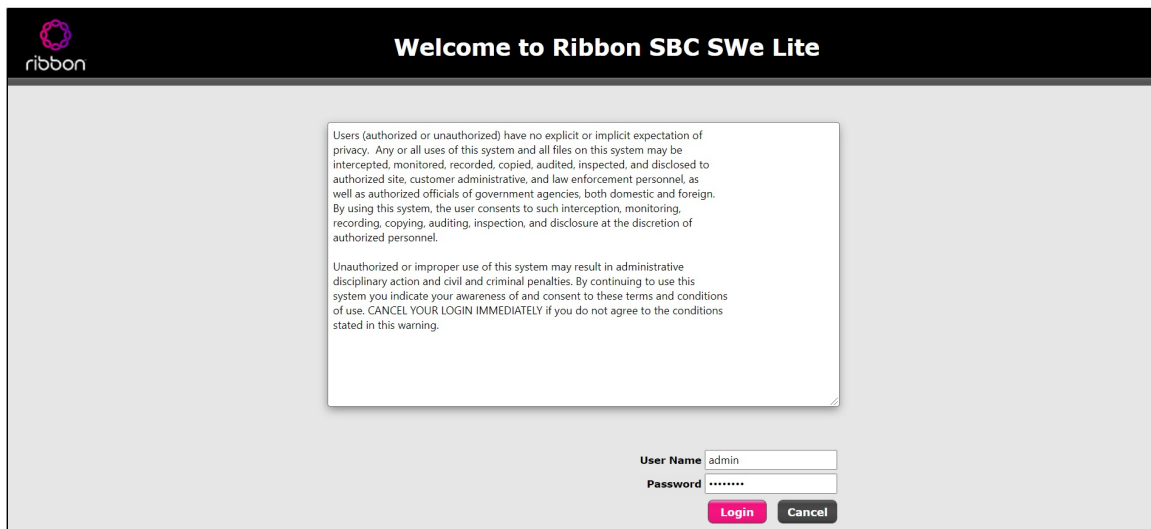 ribbon
Welcome to Ribbon SBC SWe Lite
Users (authorized or unauthorized) have no explicit or implicit expectation of
privacy.  Any or all uses of this system and all files on this system may be
intercepted, monitored, recorded, copied, audited, inspected, and disclosed to
authorized site, customer administrative, and law enforcement personnel, as
well as authorized officials of government agencies, both domestic and foreign.
By using this system, the user consents to such interception, monitoring,
recording, copying, auditing, inspection, and disclosure at the discretion of
authorized personnel.
Unauthorized or improper use of this system may result in administrative
disciplinary action and civil and criminal penalties. By continuing to use this
system you indicate your awareness of and consent to these terms and conditions
of use. CANCEL YOUR LOGIN IMMEDIATELY if you do not agree to the conditions
stated in this warning.
User Name admin
Password ••••••••
Login Cancel